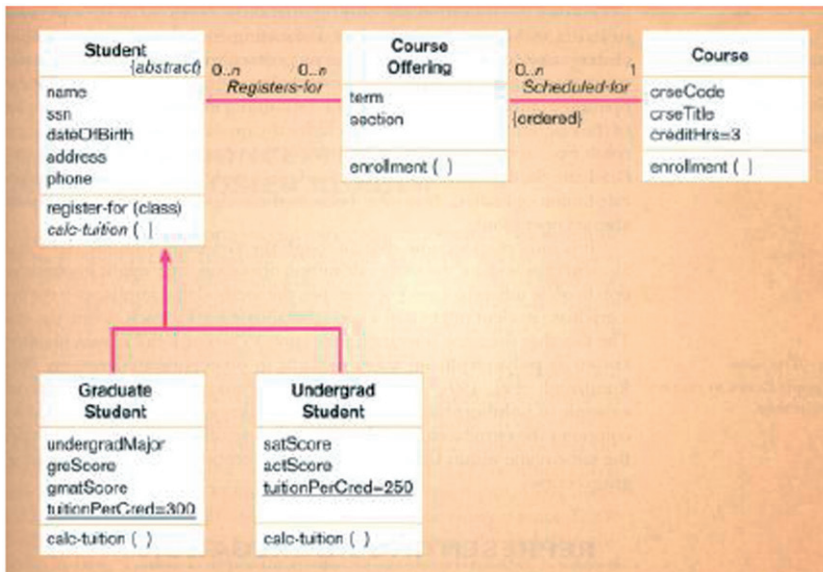 Student
{abstract}
name
ssn
dateOfBirth
address
phone
register-for (class)
calc-tuition ( )
0..n
0..n
Registers-for
Course
Offering
term
section
enrollment ( )
0..n
1
Scheduled-for
{ordered}
Course
crseCode
crseTitle
creditHrs=3
enrollment ( )
Graduate
Student
undergradMajor
greScore
gmatScore
tuitionPerCred=300
calc-tuition ( )
Undergrad
Student
satScore
actScore
tuitionPerCred=250
calc-tuition ( )